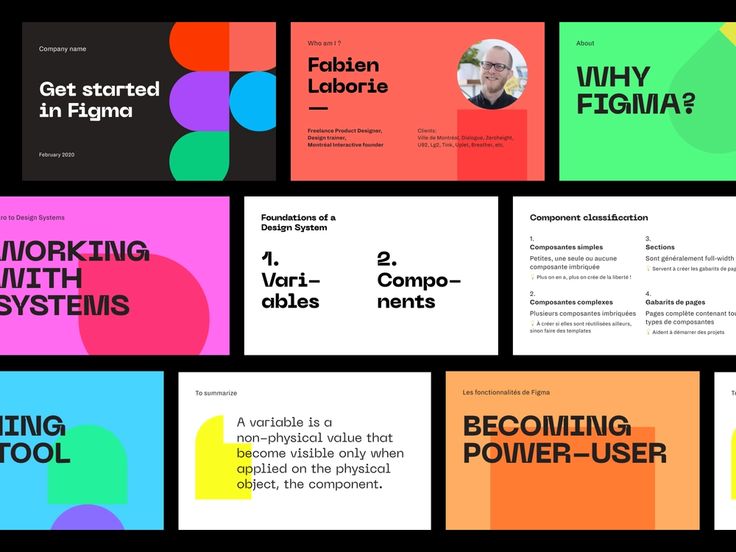 Company name
Get started
in Figma
February 2020
Who am I ?
Fabien
Laborie
Freelance Product Designer,
Design trainer,
Montréal Interactive founder
Clients:
Ville de Montréal, Dialogue, Zeroheight,
U92, Lg2, Tink, Uplet, Breather, etc.
About
WHY
FIGMA?
ro to Design Systems
WORKING
WITH
SYSTEMS
Foundations of a
Design System
1.
Vari–
ables
2.
Compo–
nents
Component classification
1.
Composantes simples
Petites, une seule ou aucune
composante imbriquée
Plus on en a, plus on crée de la liberté !
2.
Composantes complexes
Plusieurs composantes imbriquées
À créer si elles sont réutilisées ailleurs,
sinon faire des templates
3.
Sections
Sont généralement full-width
Servent à créer les gabarits de pag
4.
Gabarits de pages
Pages complète contenant tou
types de composantes
Aident à démarrer des projets
ING
TOOL
To summarize
A variable is a
non–physical value that
become visible only when
applied on the physical
object, the component.
Les fonctionnalités de Figma
BECOMING
POWER–USER